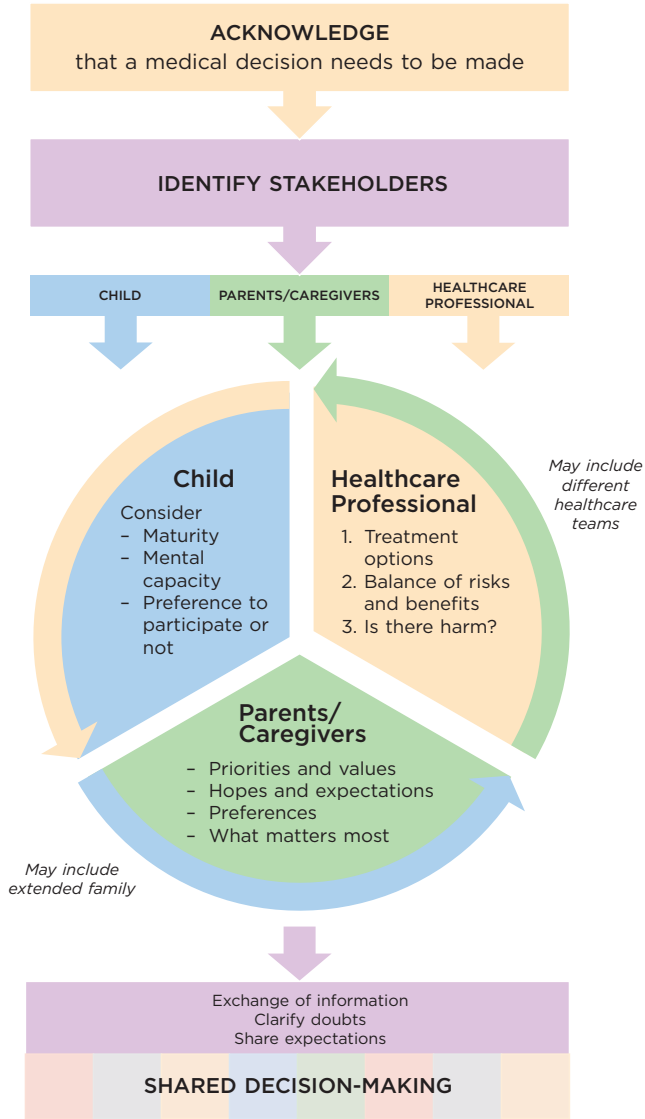 ACKNOWLEDGE
that a medical decision needs to be made
IDENTIFY STAKEHOLDERS
CHILD
PARENTS/CAREGIVERS
HEALTHCARE
PROFESSIONAL
Child
Consider
– Maturity
– Mental
capacity
– Preference to
participate or
not
Healthcare
Professional
1. Treatment
options
2. Balance of risks
and benefits
3. Is there harm?
May include
different
healthcare
teams
Parents/
Caregivers
– Priorities and values
– Hopes and expectations
– Preferences
– What matters most
May include
extended family
Exchange of information
Clarify doubts
Share expectations
SHARED DECISION-MAKING